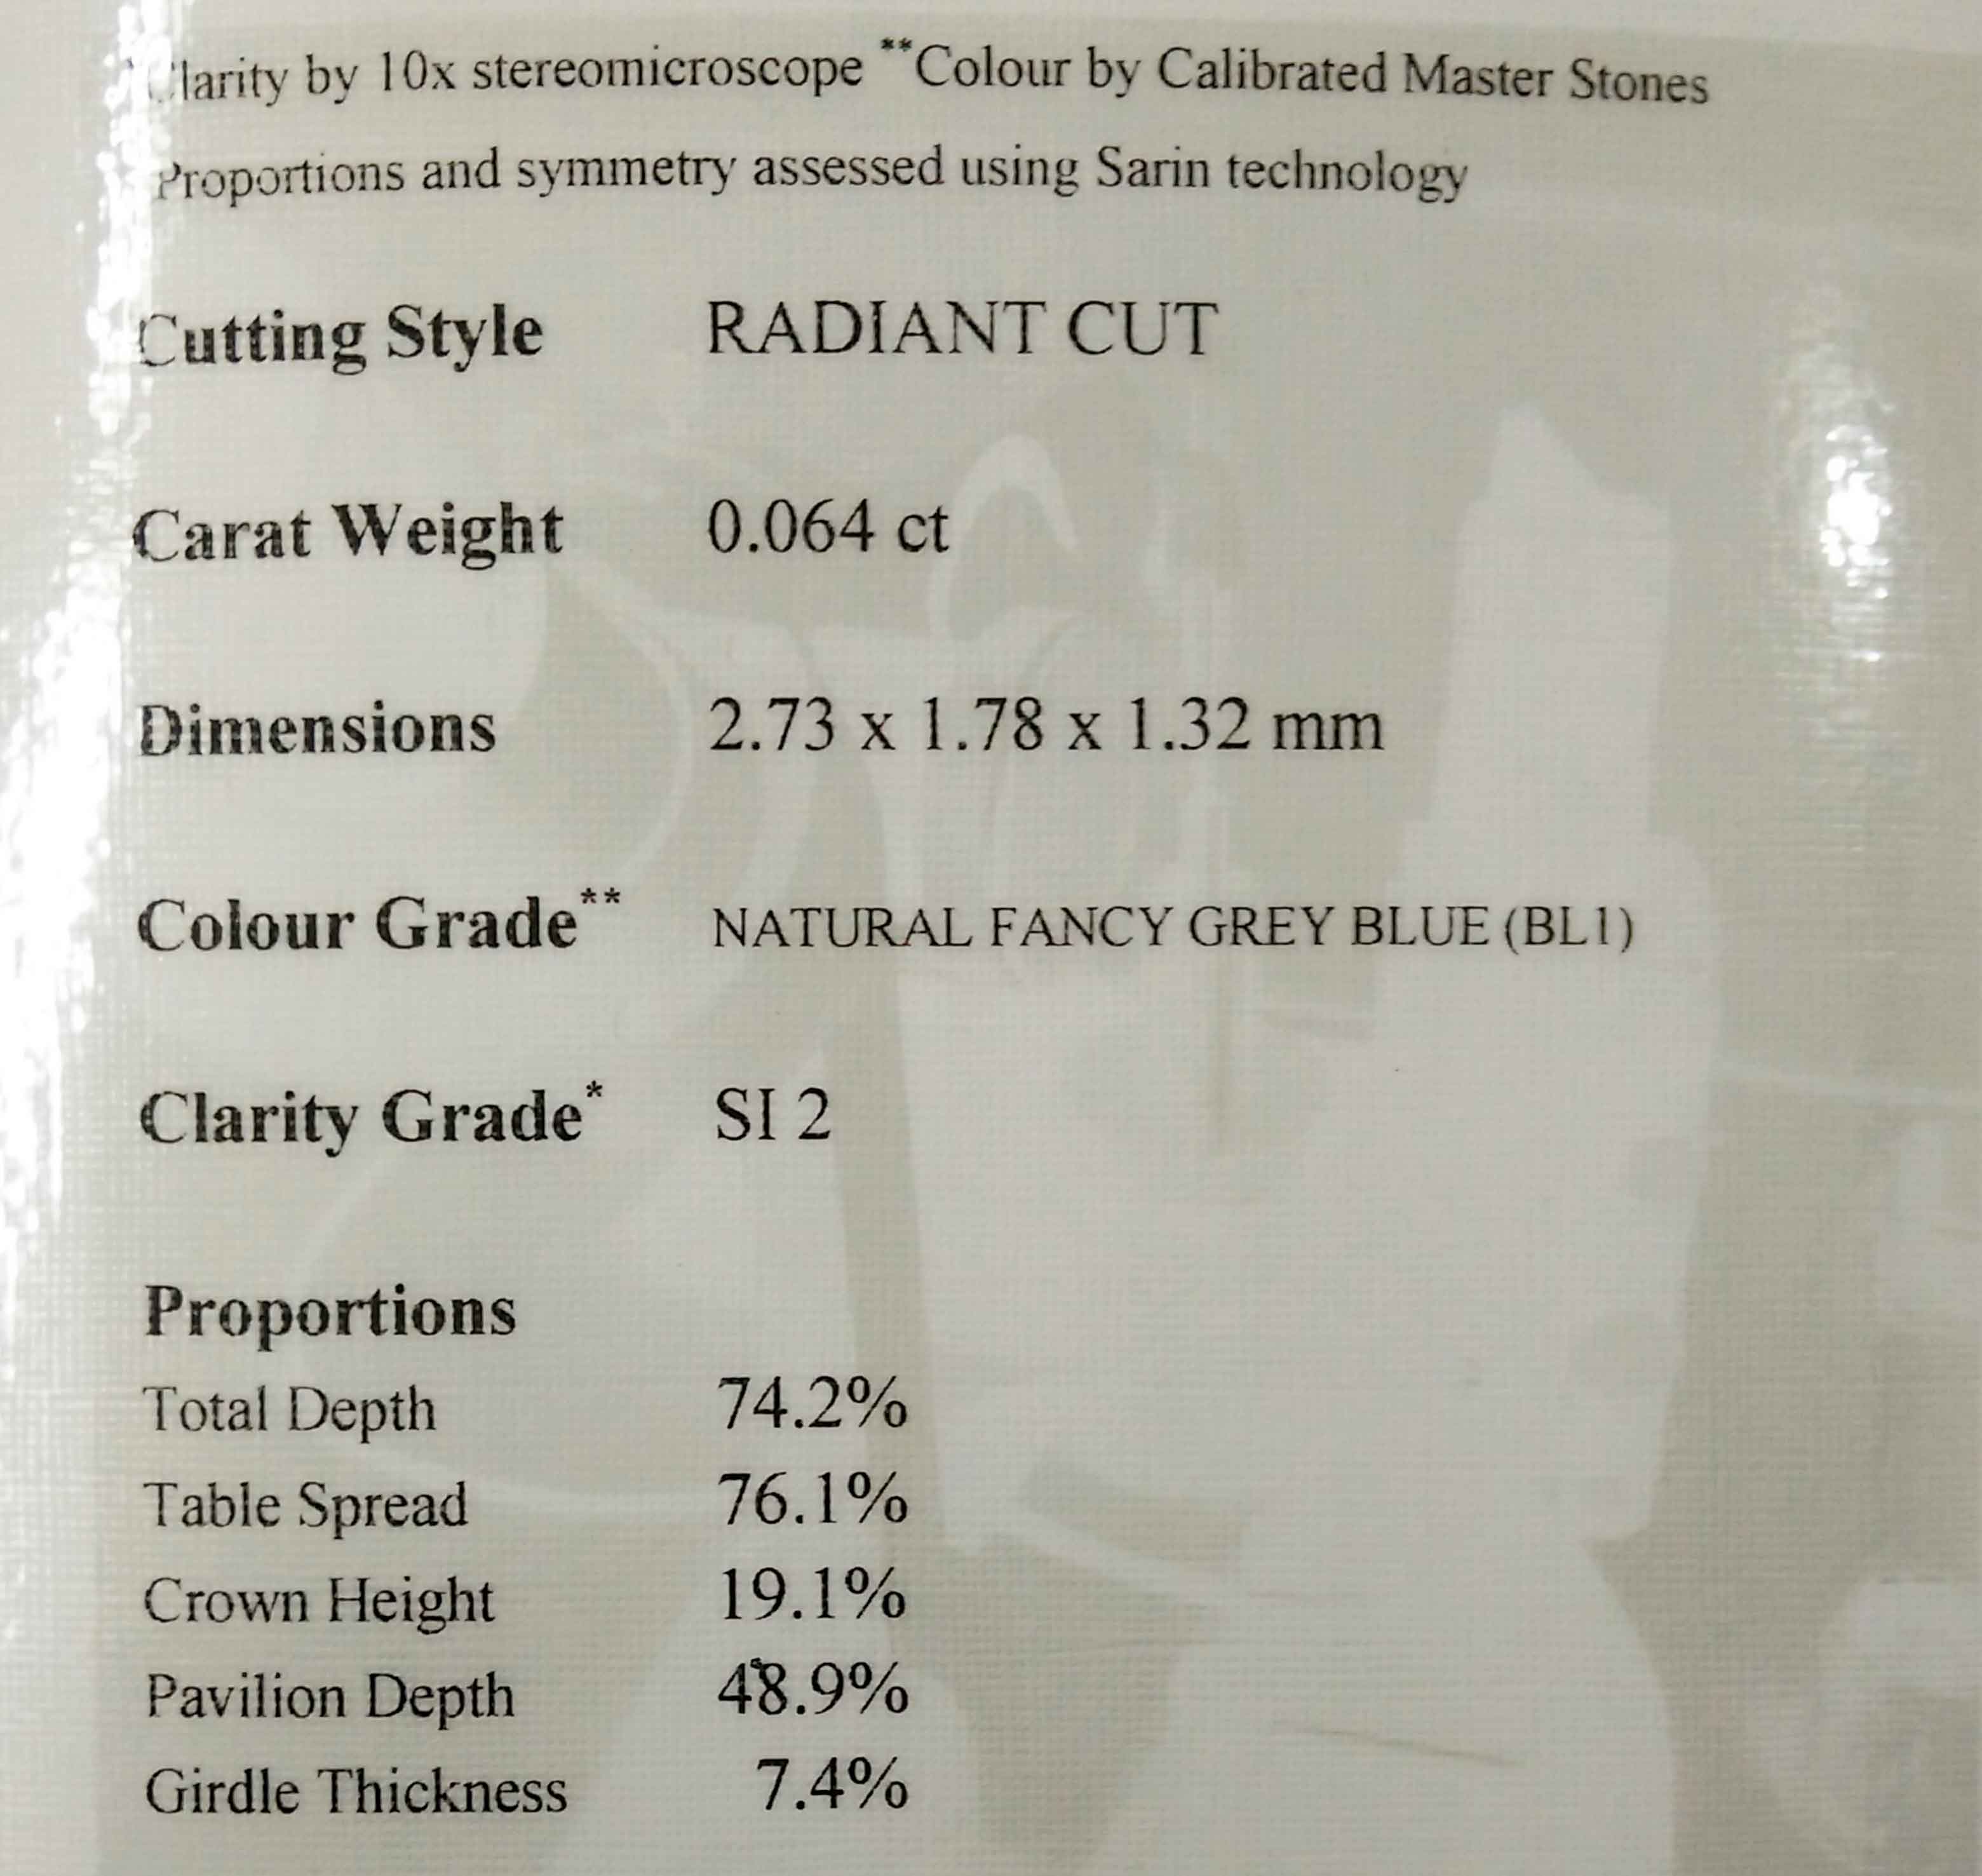 *Clarity by 10x stereomicroscope **Colour by Calibrated Master Stones
Proportions and symmetry assessed using Sarin technology
Cutting Style RADIANT CUT
Carat Weight 0.064 ct
Dimensions 2.73 x 1.78 x 1.32 mm
Colour Grade** NATURAL FANCY GREY BLUE (BL1)
Clarity Grade* SI 2
Proportions
Total Depth 74.2%
Table Spread 76.1%
Crown Height 19.1%
Pavilion Depth 48.9%
Girdle Thickness 7.4%